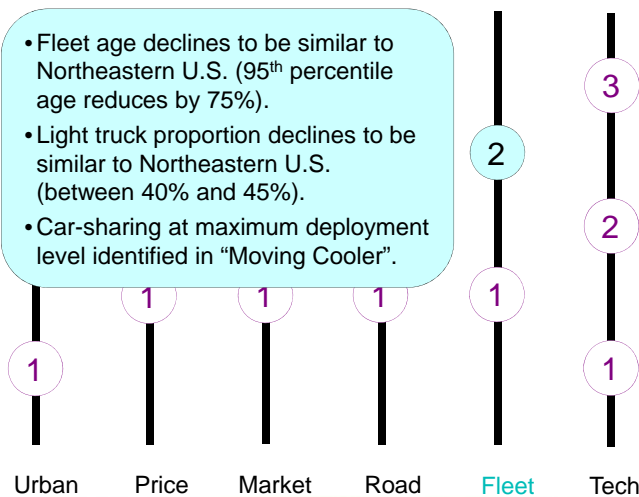 • Fleet age declines to be similar to
Northeastern U.S. (95th percentile
age reduces by 75%).
• Light truck proportion declines to be
similar to Northeastern U.S.
(between 40% and 45%).
• Car-sharing at maximum deployment
level identified in “Moving Cooler”.
3
2
2
1 1 1 1
1 1
Urban Price Market Road Fleet Tech